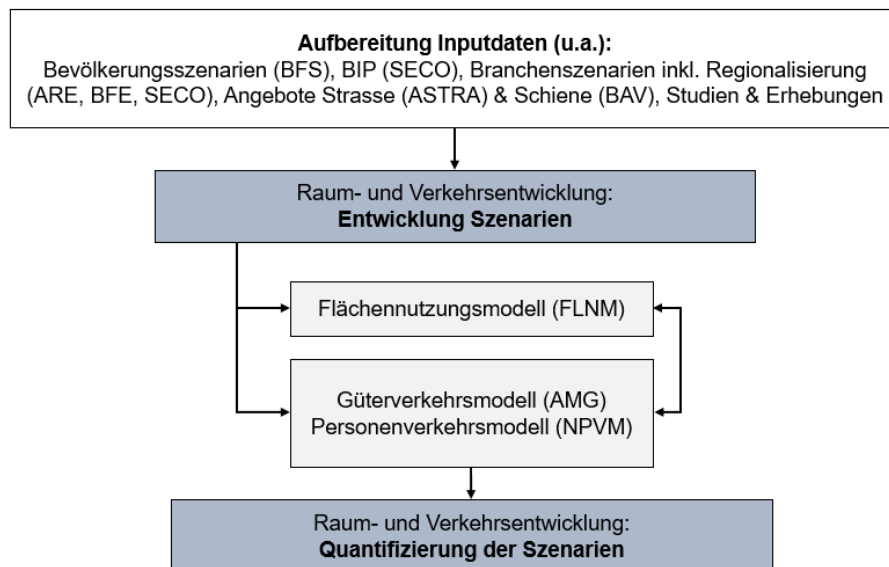 Aufbereitung Inputdaten (u.a.):
Bevölkerungsszenarien (BFS), BIP (SECO), Branchenszenarien inkl. Regionalisierung
(ARE, BFE, SECO), Angebote Strasse (ASTRA) & Schiene (BAV), Studien & Erhebungen
Raum- und Verkehrsentwicklung:
Entwicklung Szenarien
Flächennutzungsmodell (FLNM)
Güterverkehrsmodell (AMG)
Personenverkehrsmodell (NPVM)
Raum- und Verkehrsentwicklung:
Quantifizierung der Szenarien